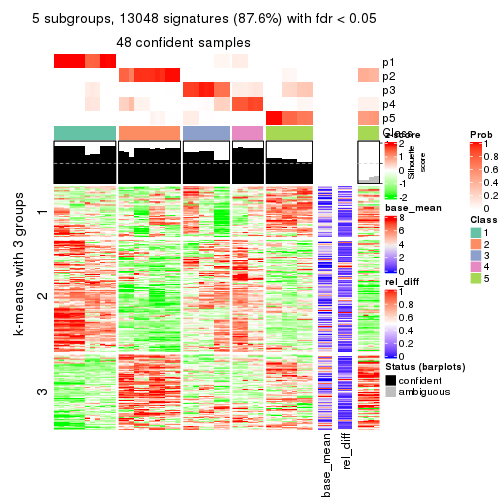 5 subgroups, 13048 signatures (87.6%) with fdr < 0.05
48 confident samples
p1
p2
p3
p4
p5
Class
z-score
2
1
0
-1
-2
Silhouette
score
base_mean
8
6
4
2
0
rel_diff
1
0.8
0.6
0.4
0.2
0
Status (barplots)
confident
ambiguous
Prob
1
0.8
0.6
0.4
0.2
0
Class
1
2
3
4
5
k-means with 3 groups
1
2
3
base_mean
rel_diff